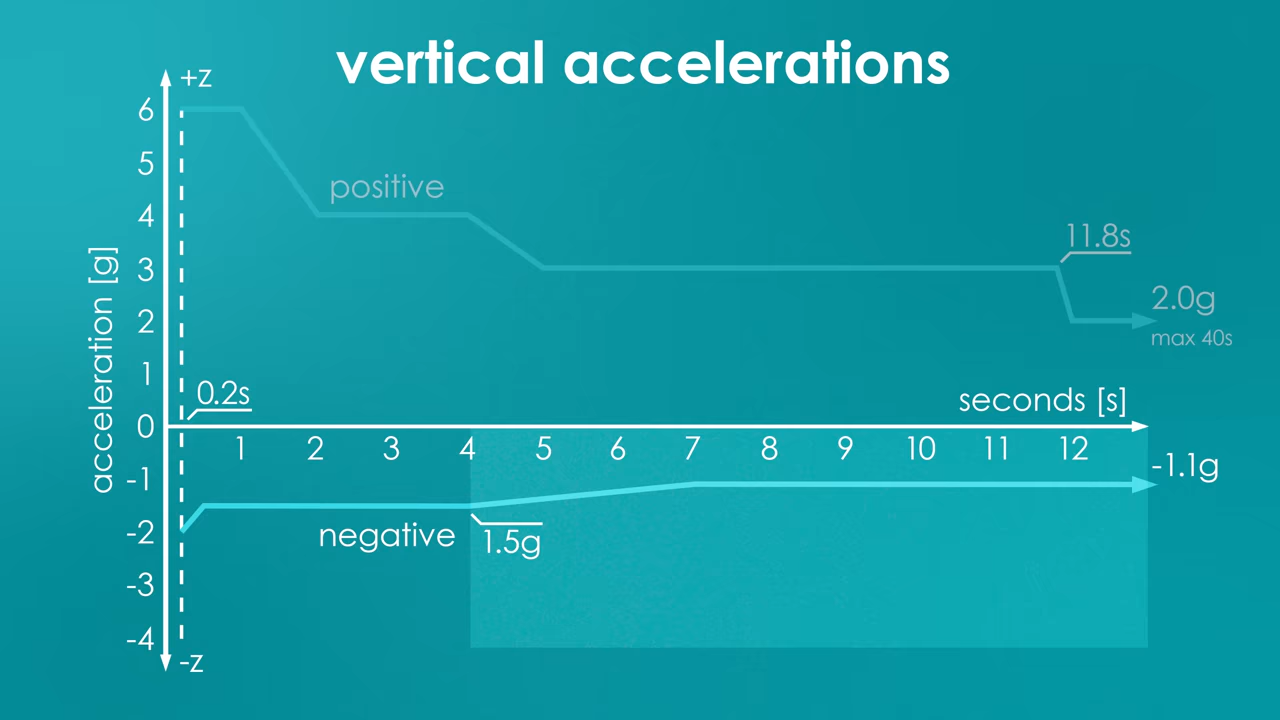 vertical accelerations
+z
6
5
positive
4
11.8s
3
2.0g
2
max 40s
1
0.2s
seconds [s]
acceleration [g]
0
1 2 3 4 5 6 7 8 9 10 11 12
-1.1g
-1
-2
negative
1.5g
-3
-4
-z